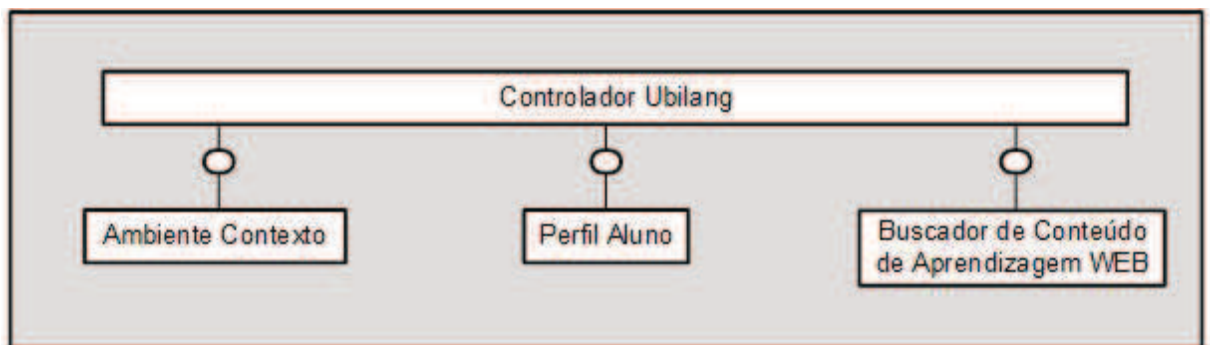 Controlador Ubilang
Ambiente Contexto
Perfil Aluno
Buscador de Conteúdo
de Aprendizagem WEB